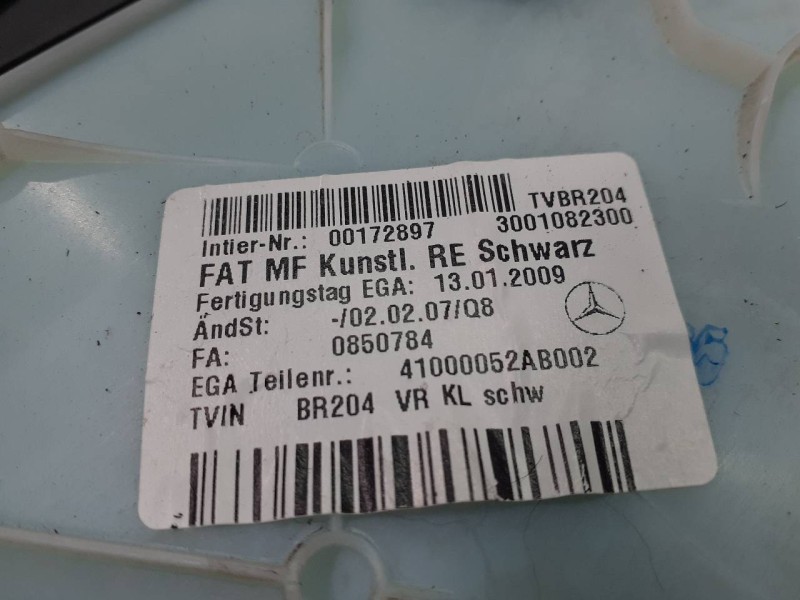 TVBR204
Intier-Nr.: 00172897 3001082300
FAT MF Kunstl. RE Schwarz
Fertigungstag EGA: 13.01.2009
ÄndSt: -/02.02.07/Q8
FA: 0850784
EGA Teilenr.: 41000052AB002
TVIN BR204 VR KL schw